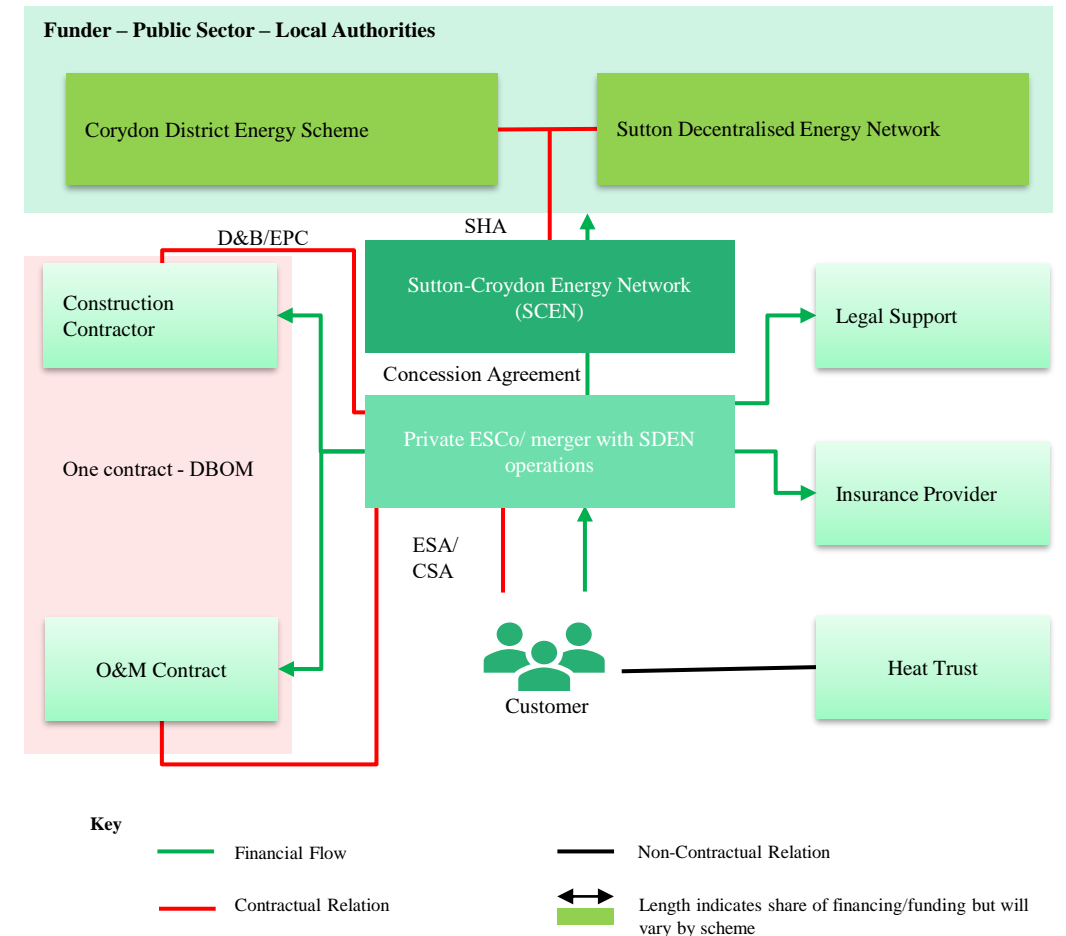 Funder – Public Sector – Local Authorities
Corydon District Energy Scheme
Sutton Decentralised Energy Network
SHA
D&B/EPC
Construction
Contractor
Sutton-Croydon Energy Network
(SCEN)
Legal Support
Concession Agreement
Private ESCo/ merger with SDEN
operations
One contract - DBOM
Insurance Provider
ESA/
CSA
O&M Contract
Customer
Heat Trust
Key
Financial Flow
Non-Contractual Relation
Contractual Relation
Length indicates share of financing/funding but will
vary by scheme